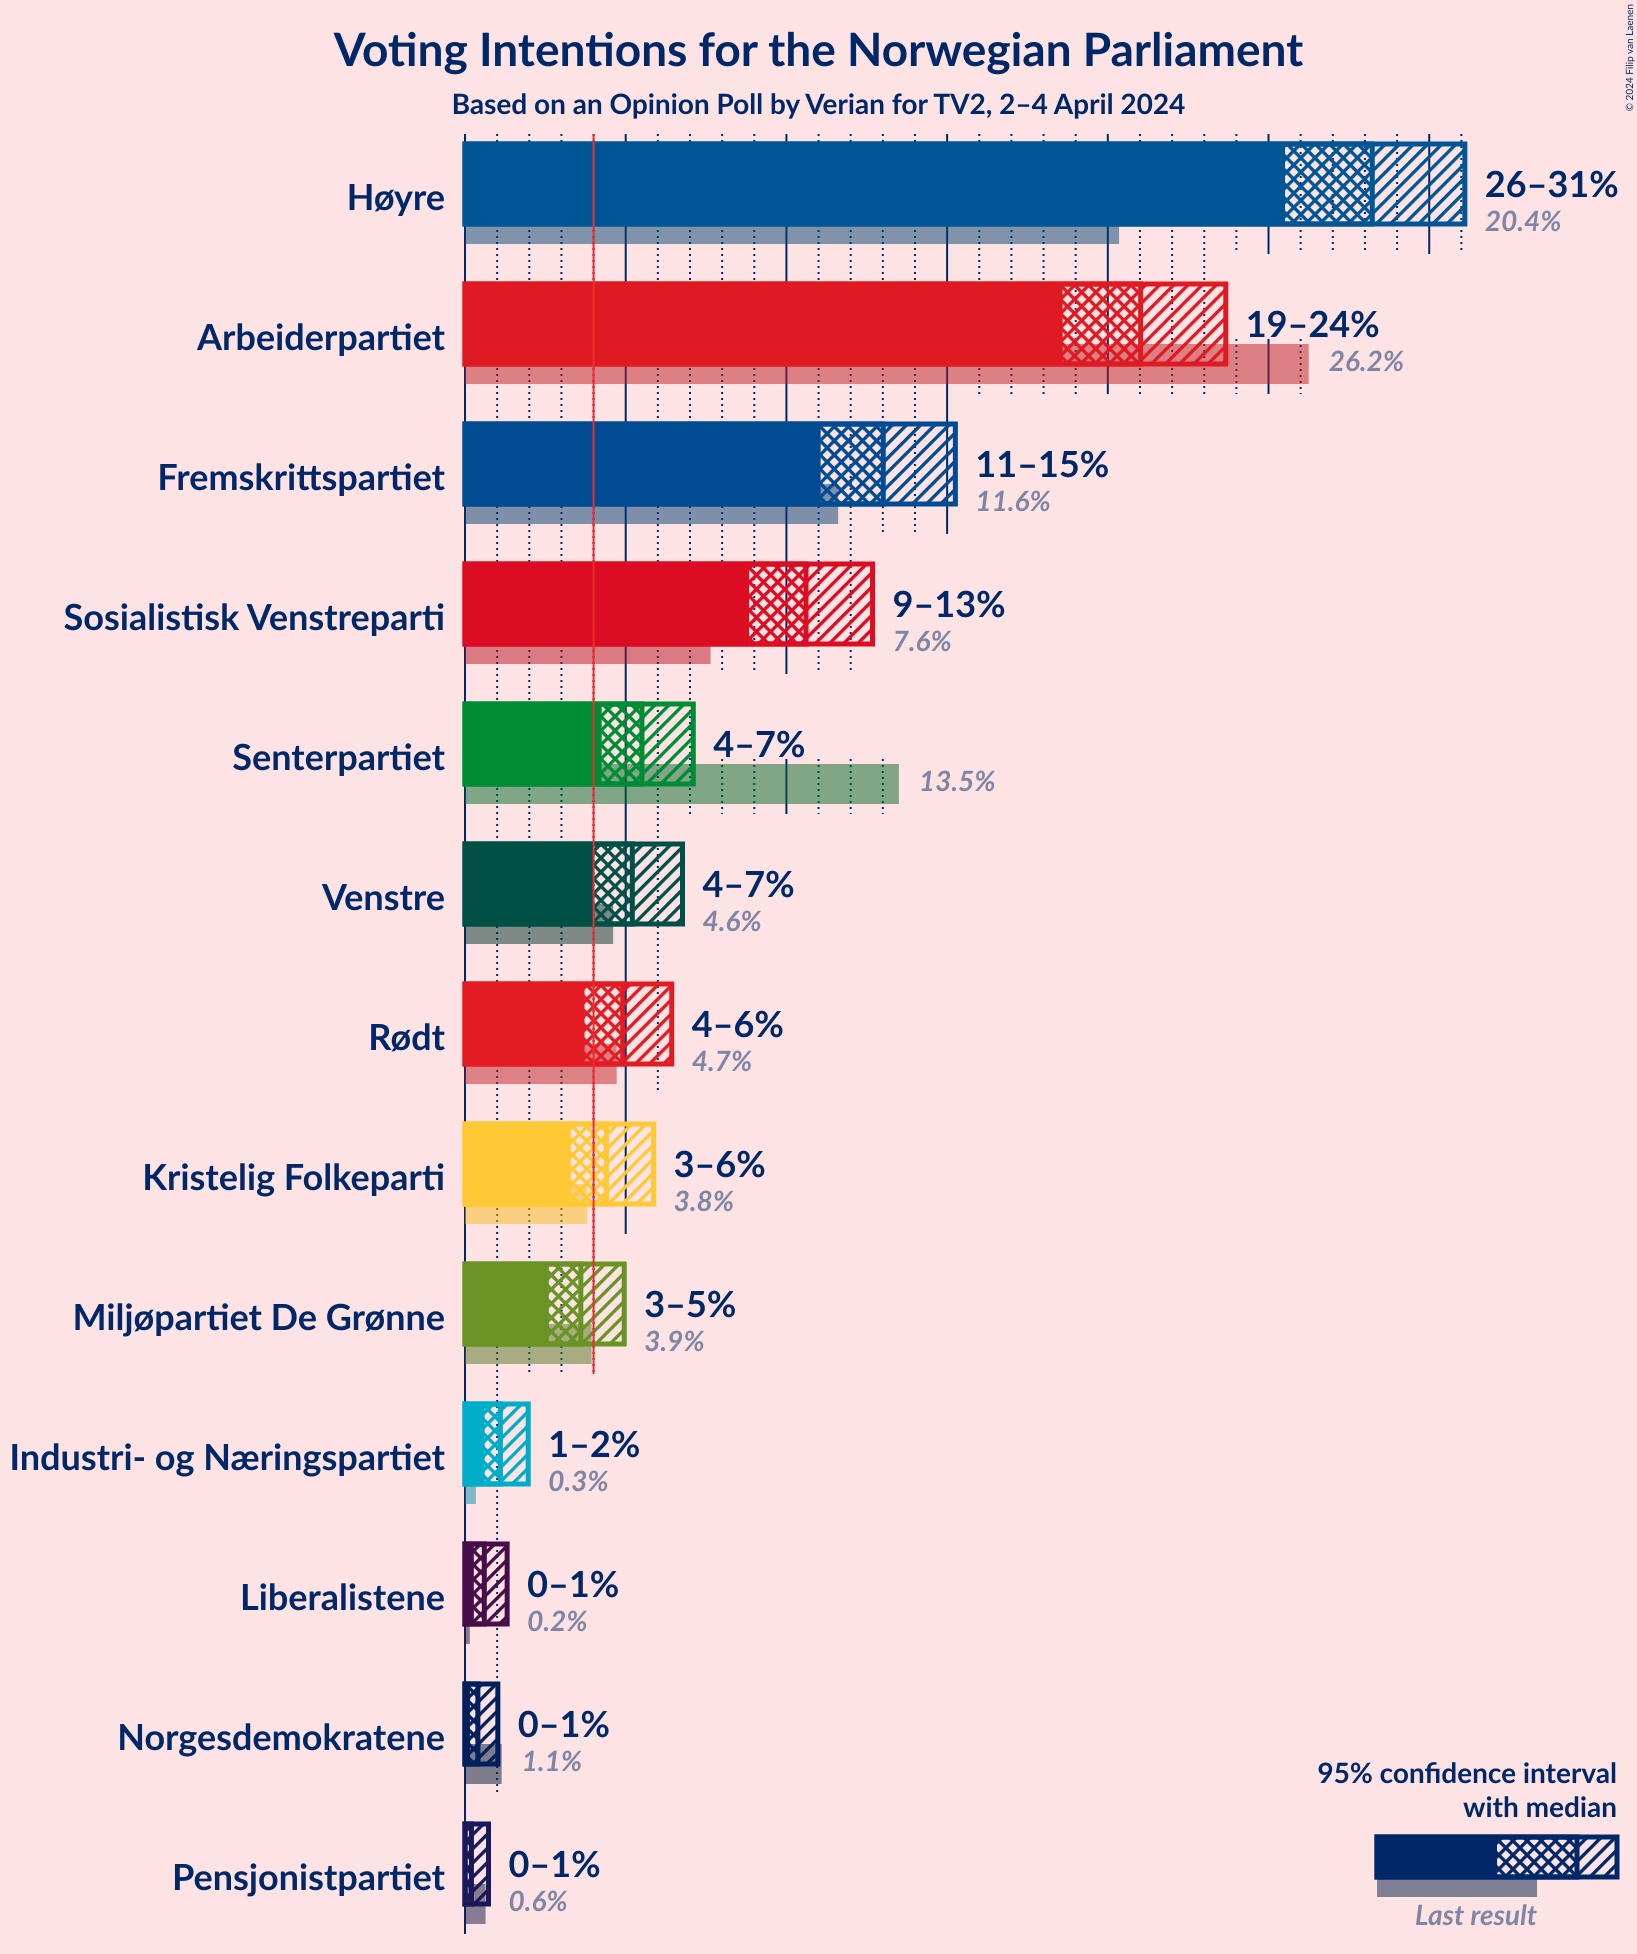 Voting Intentions for the Norwegian Parliament
Based on an Opinion Poll by Verian for TV2, 2–4 April 2024
© 2024 Filip van Laenen
Høyre
26–31%
20.4%
Arbeiderpartiet
19–24%
26.2%
Fremskrittspartiet
11–15%
11.6%
Sosialistisk Venstreparti
9–13%
7.6%
Senterpartiet
4–7%
13.5%
Venstre
4–7%
4.6%
Rødt
4–6%
4.7%
Kristelig Folkeparti
3–6%
3.8%
Miljøpartiet De Grønne
3–5%
3.9%
Industri- og Næringspartiet
1–2%
0.3%
Liberalistene
0–1%
0.2%
Norgesdemokratene
0–1%
1.1%
Pensjonistpartiet
0–1%
0.6%
95% confidence interval
with median
Last result